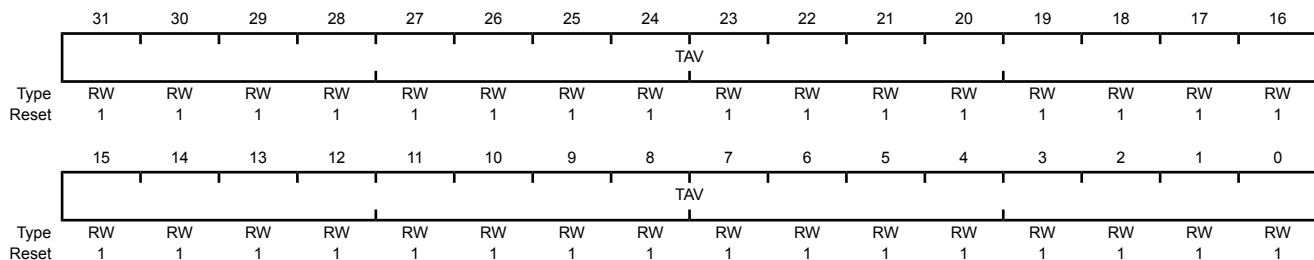 31 30 29 28 27 26 25 24 23 22 21 20 19 18 17 16
TAV
Type RW RW RW RW RW RW RW RW RW RW RW RW RW RW RW RW
Reset 1 1 1 1 1 1 1 1 1 1 1 1 1 1 1 1
15 14 13 12 11 10 9 8 7 6 5 4 3 2 1 0
TAV
Type RW RW RW RW RW RW RW RW RW RW RW RW RW RW RW RW
Reset 1 1 1 1 1 1 1 1 1 1 1 1 1 1 1 1